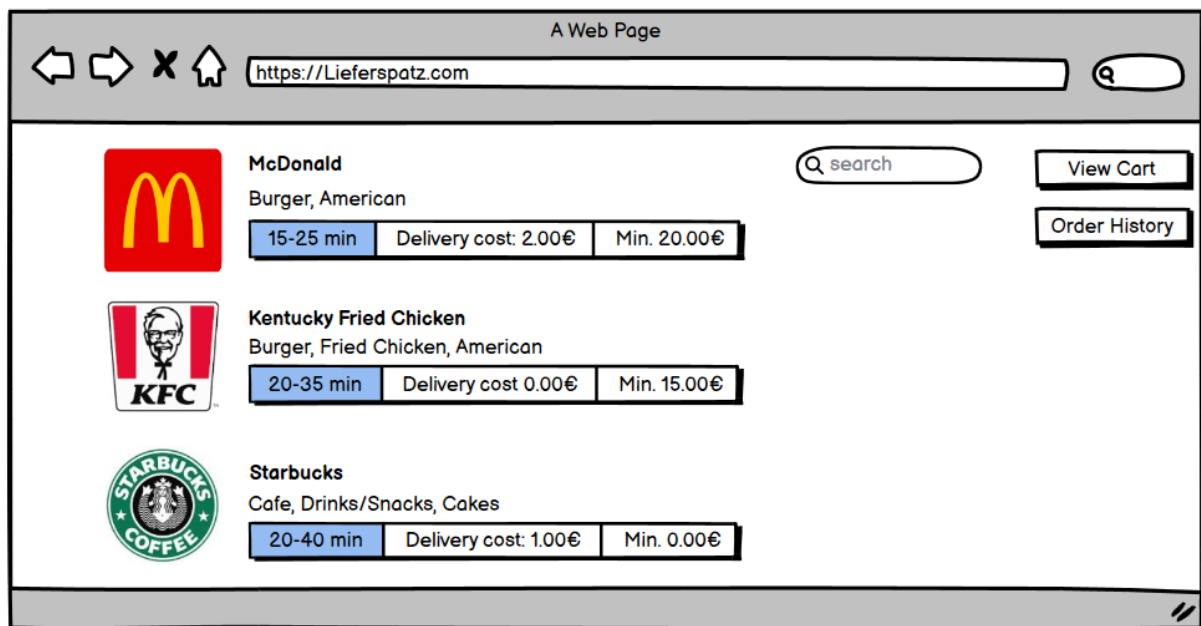 A Web Page
https://Lieferspatz.com
McDonald
search
View Cart
Burger, American
Order History
15-25 min Delivery cost: 2.00€ Min. 20.00€
Kentucky Fried Chicken
Burger, Fried Chicken, American
KFC
20-35 min Delivery cost 0.00€ Min. 15.00€
Starbucks
STARBUCKS
COFFEE
Cafe, Drinks/Snacks, Cakes
20-40 min Delivery cost: 1.00€ Min. 0.00€